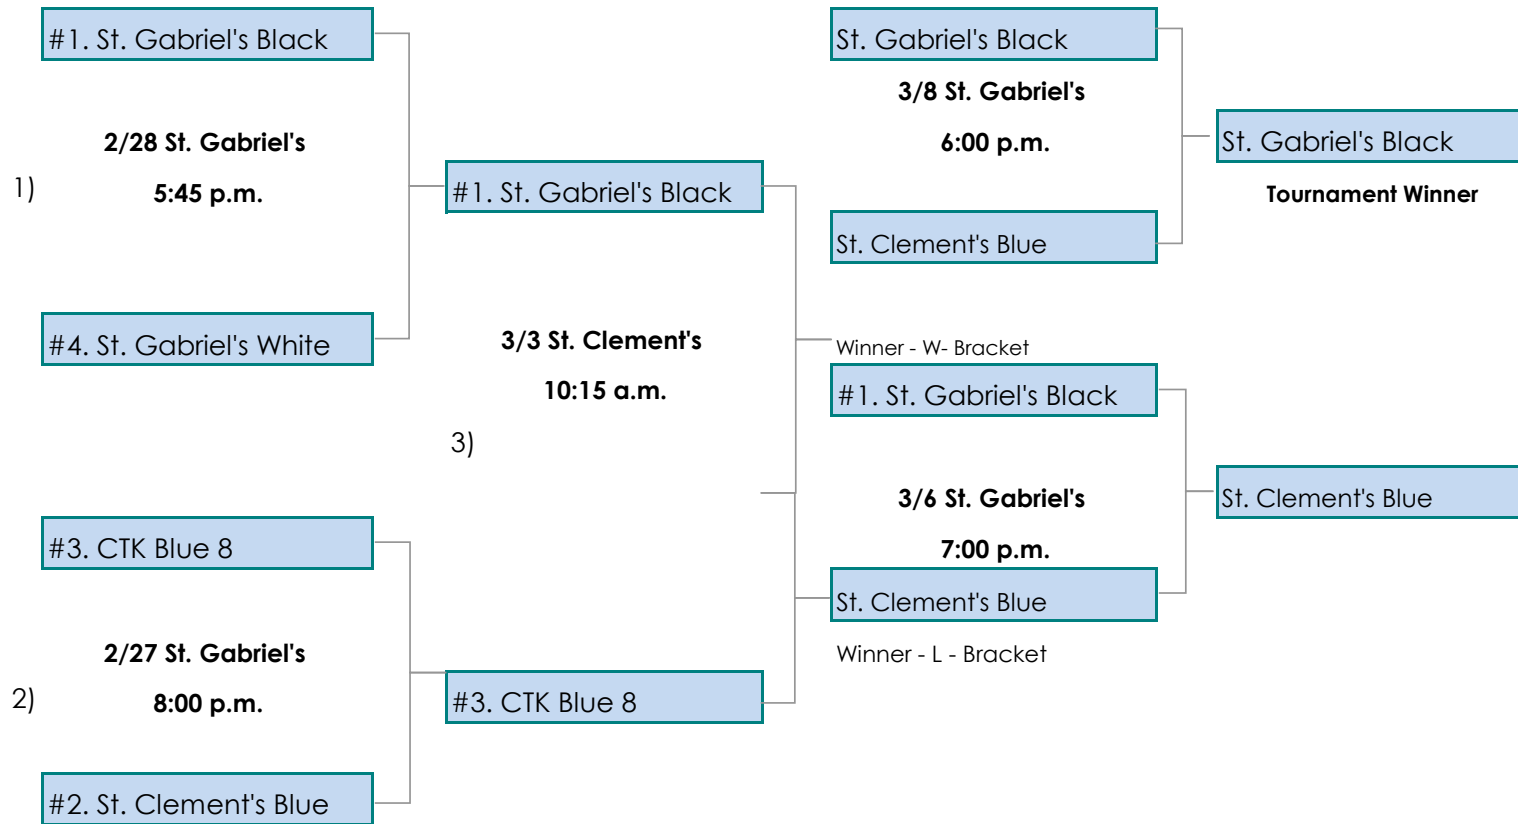 #1. St. Gabriel's Black
2/28 St. Gabriel's
1)
5:45 p.m.
#4. St. Gabriel's White
#3. CTK Blue 8
2/27 St. Gabriel's
2)
8:00 p.m.
#2. St. Clement's Blue
#1. St. Gabriel's Black
3/3 St. Clement's
10:15 a.m.
3)
#3. CTK Blue 8
St. Gabriel's Black
3/8 St. Gabriel's
6:00 p.m.
St. Clement's Blue
Winner - W- Bracket
#1. St. Gabriel's Black
3/6 St. Gabriel's
7:00 p.m.
St. Clement's Blue
Winner - L - Bracket
St. Gabriel's Black
Tournament Winner
St. Clement's Blue